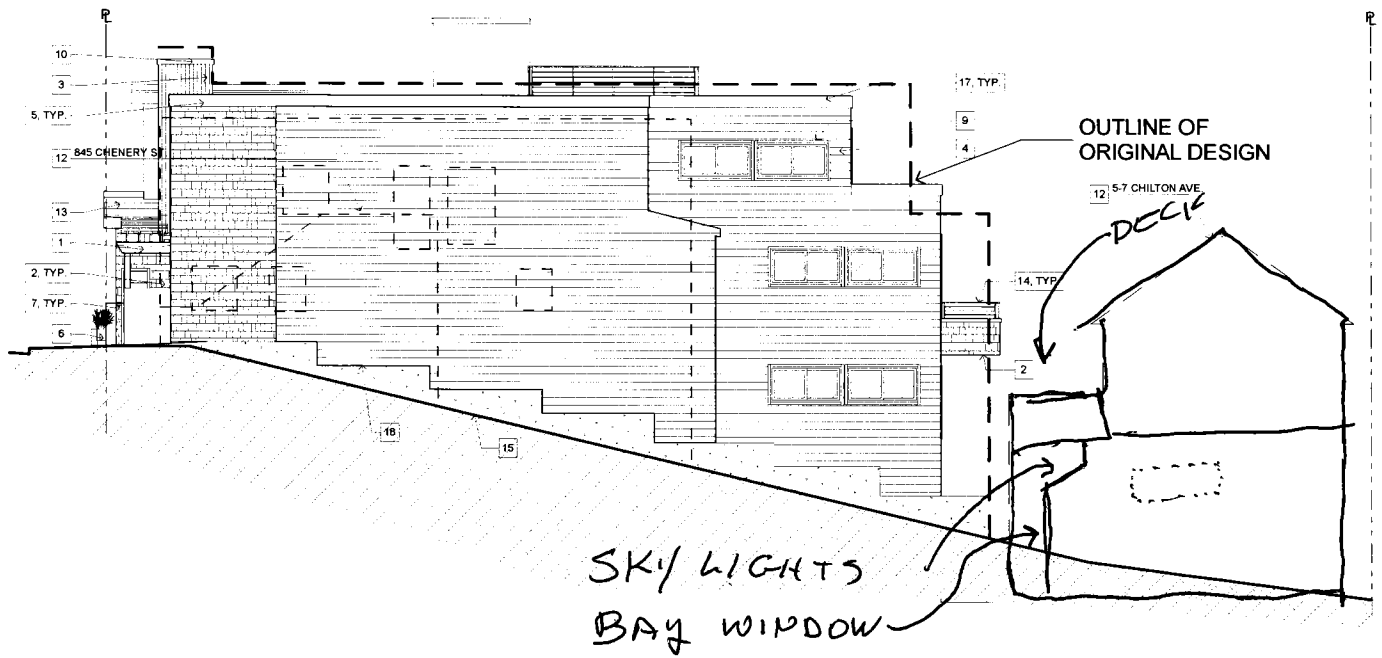 PL
PL
10
3
5, TYP.
12 845 CHENERY ST
13
1
2, TYP.
7, TYP.
6
17, TYP.
9
4
OUTLINE OF
ORIGINAL DESIGN
12 5-7 CHILTON AVE
DECK
14, TYP.
2
18
15
SKY LIGHTS
BAY WINDOW